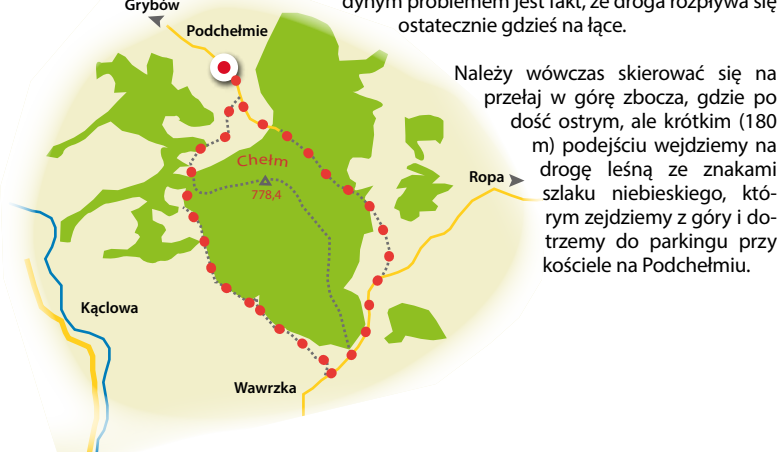 Grybów
dynym problemem jest fakt, że droga rozpływa się
ostatecznie gdzieś na łące.
Podchełmie
Należy wówczas skierować się na
przełaj w górę zbocza, gdzie po
dość ostrym, ale krótkim (180
m) podejściu wejdziemy na
drogę leśną ze znakami
szlaku niebieskiego, któ-
rym zejdziemy z góry i do-
trzemy do parkingu przy
kościele na Podchełmiu.
Chełm
778,4
Ropa
Kąclowa
Wawrzka